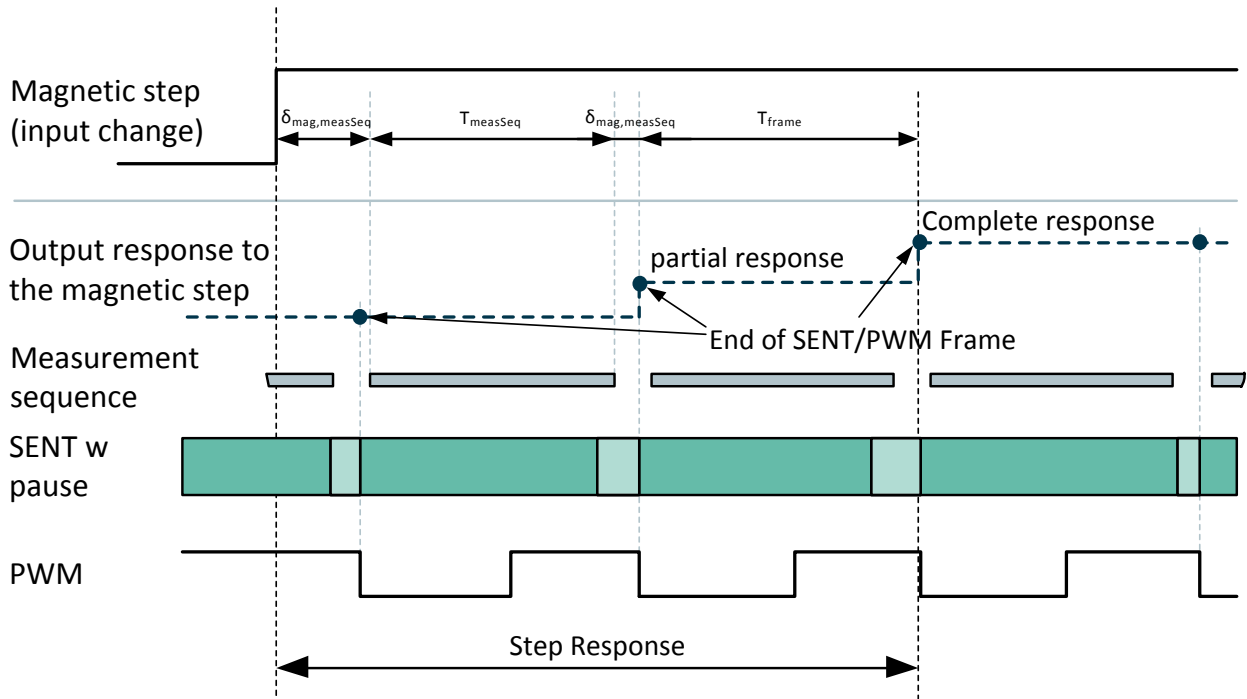 Magnetic step
(input change)
δmag,measSeq
TmeasSeq
δmag,measSeq
Tframe
Output response to
the magnetic step
Complete response
partial response
End of SENT/PWM Frame
Measurement
sequence
SENT w
pause
PWM
Step Response